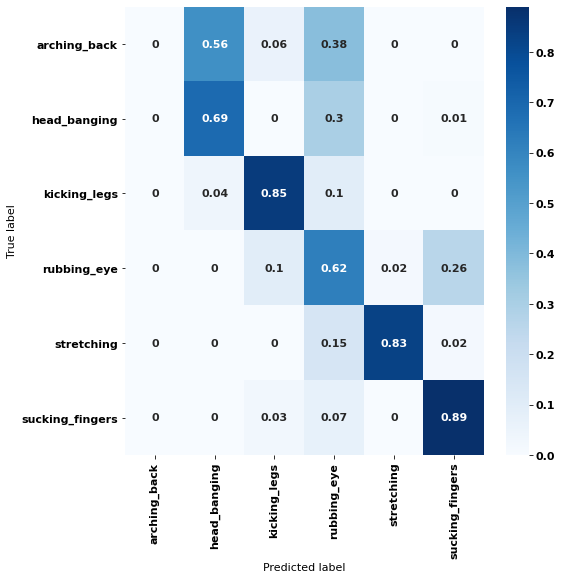 arching_back 0 0.56 0.06 0.38 0 0
head_banging 0 0.69 0 0.3 0 0.01
kicking_legs 0 0.04 0.85 0.1 0 0
rubbing_eye 0 0 0.1 0.62 0.02 0.26
stretching 0 0 0 0.15 0.83 0.02
sucking_fingers 0 0 0.03 0.07 0 0.89
True label
arching_back head_banging kicking_legs rubbing_eye stretching sucking_fingers
Predicted label
0.8
0.7
0.6
0.5
0.4
0.3
0.2
0.1
0.0